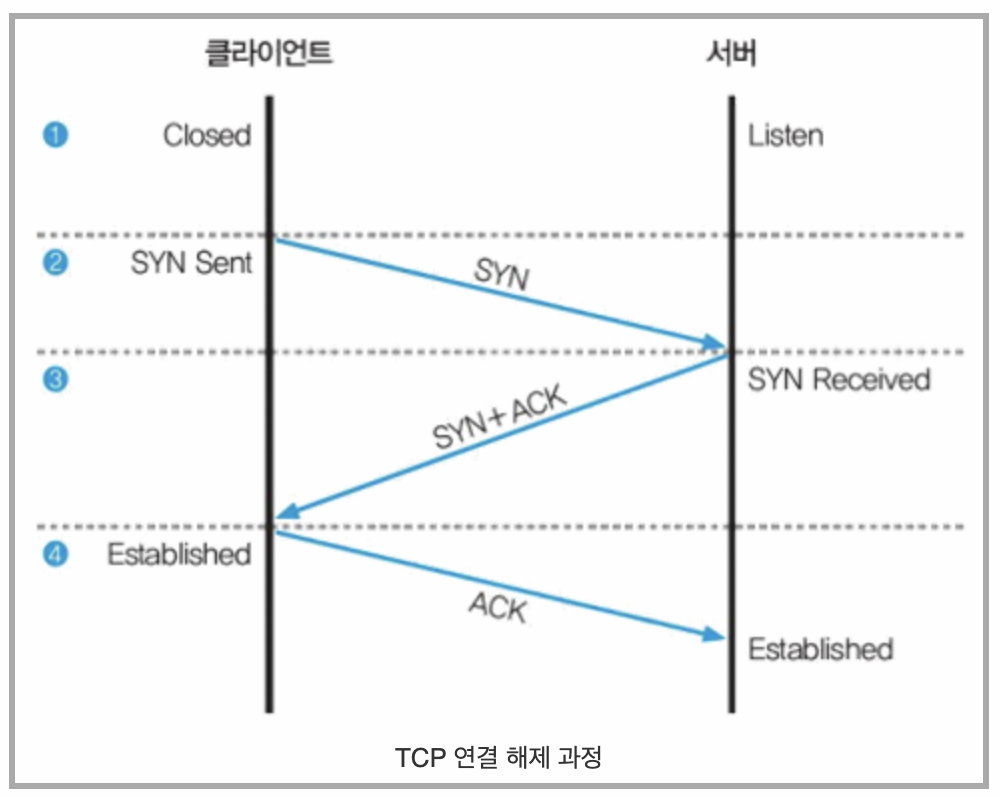 클라이언트 서버
1 Closed Listen
2 SYN Sent
SYN
3 SYN Received
SYN+ACK
4 Established
ACK
Established
TCP 연결 해제 과정